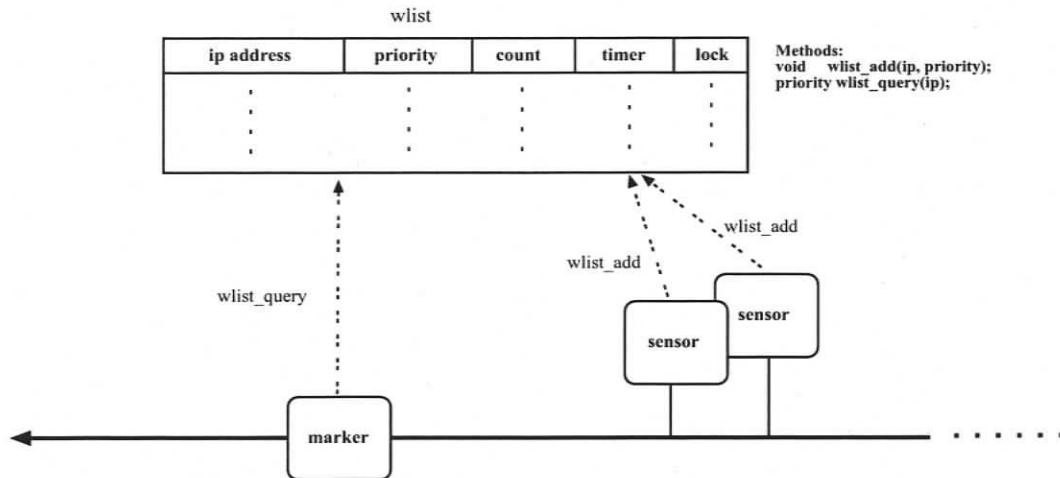 wlist
ip address priority count timer lock
Methods:
void wlist_add(ip, priority);
priority wlist_query(ip);
wlist_add
wlist_add
wlist_query
sensor
sensor
marker